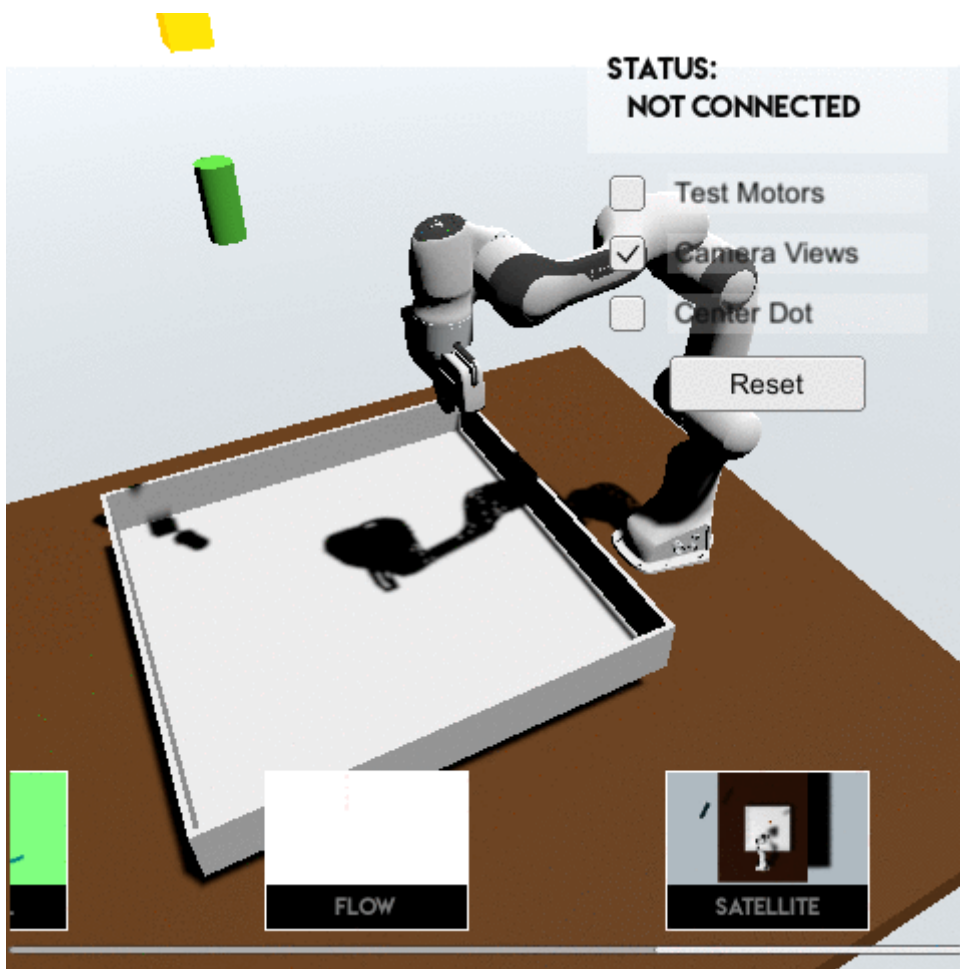 STATUS:
NOT CONNECTED
Test Motors
Camera Views
Center Dot
Reset
FLOW
SATELLITE